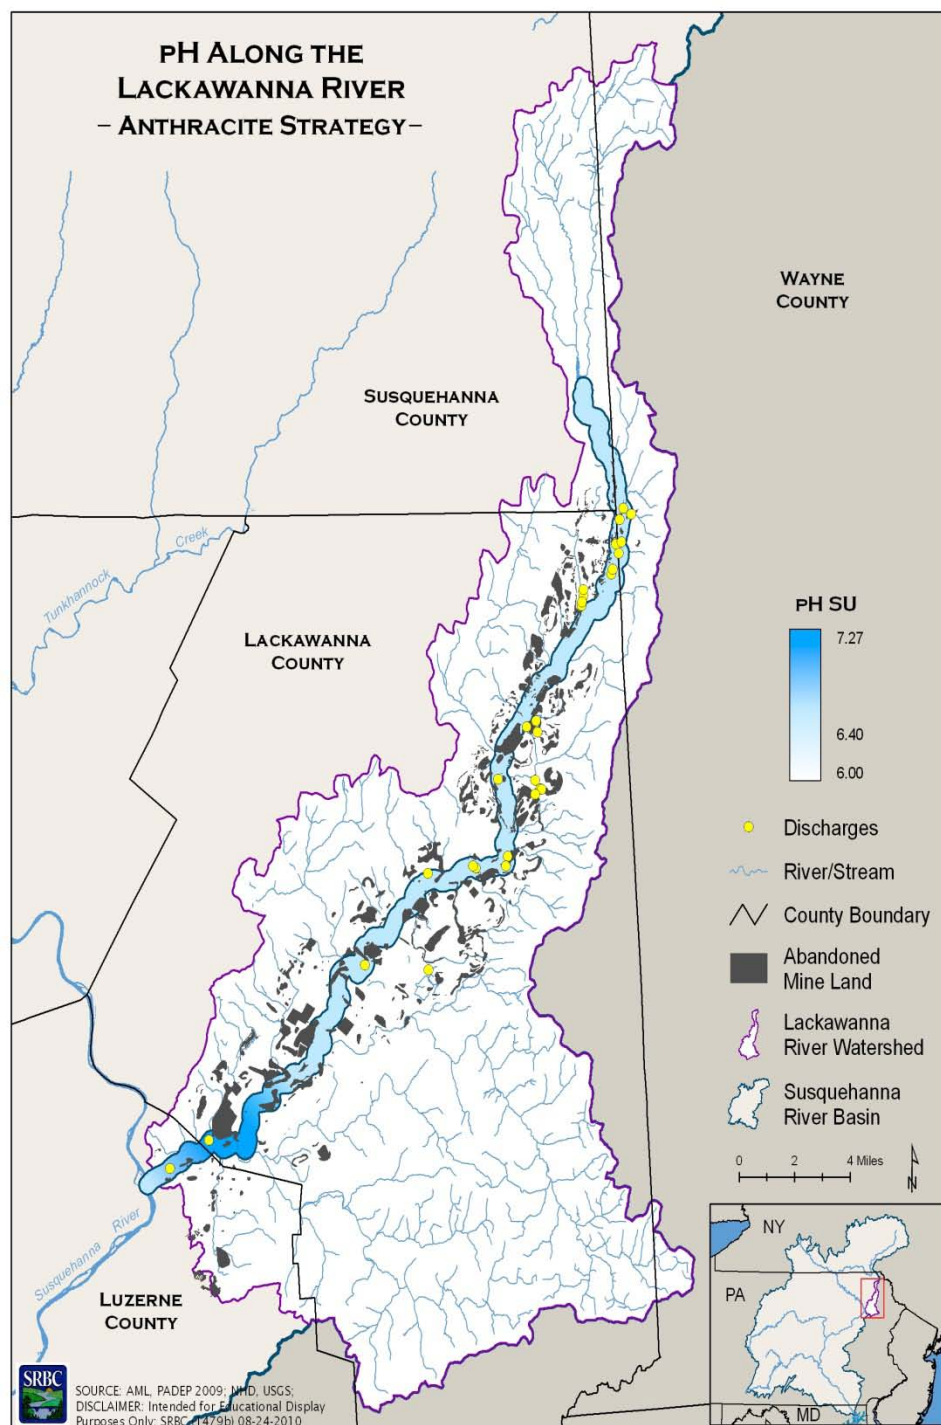 pH Along the
Lackawanna River
– Anthracite Strategy –
Wayne
County
Susquehanna
County
Creek
Tunkhannock
Lackawanna
County
pH SU
7.27
6.40
6.00
Discharges
River/Stream
County Boundary
Abandoned
Mine Land
Lackawanna
River Watershed
Susquehanna
River Basin
0 2 4 Miles
N
Susquehanna River
Luzerne
County
NY
PA
MD
SRBC
SOURCE: AML, PADEP 2009; NHD, USGS;
DISCLAIMER: Intended for Educational Display
Purposes Only; SRBC (1479b) 08-24-2010